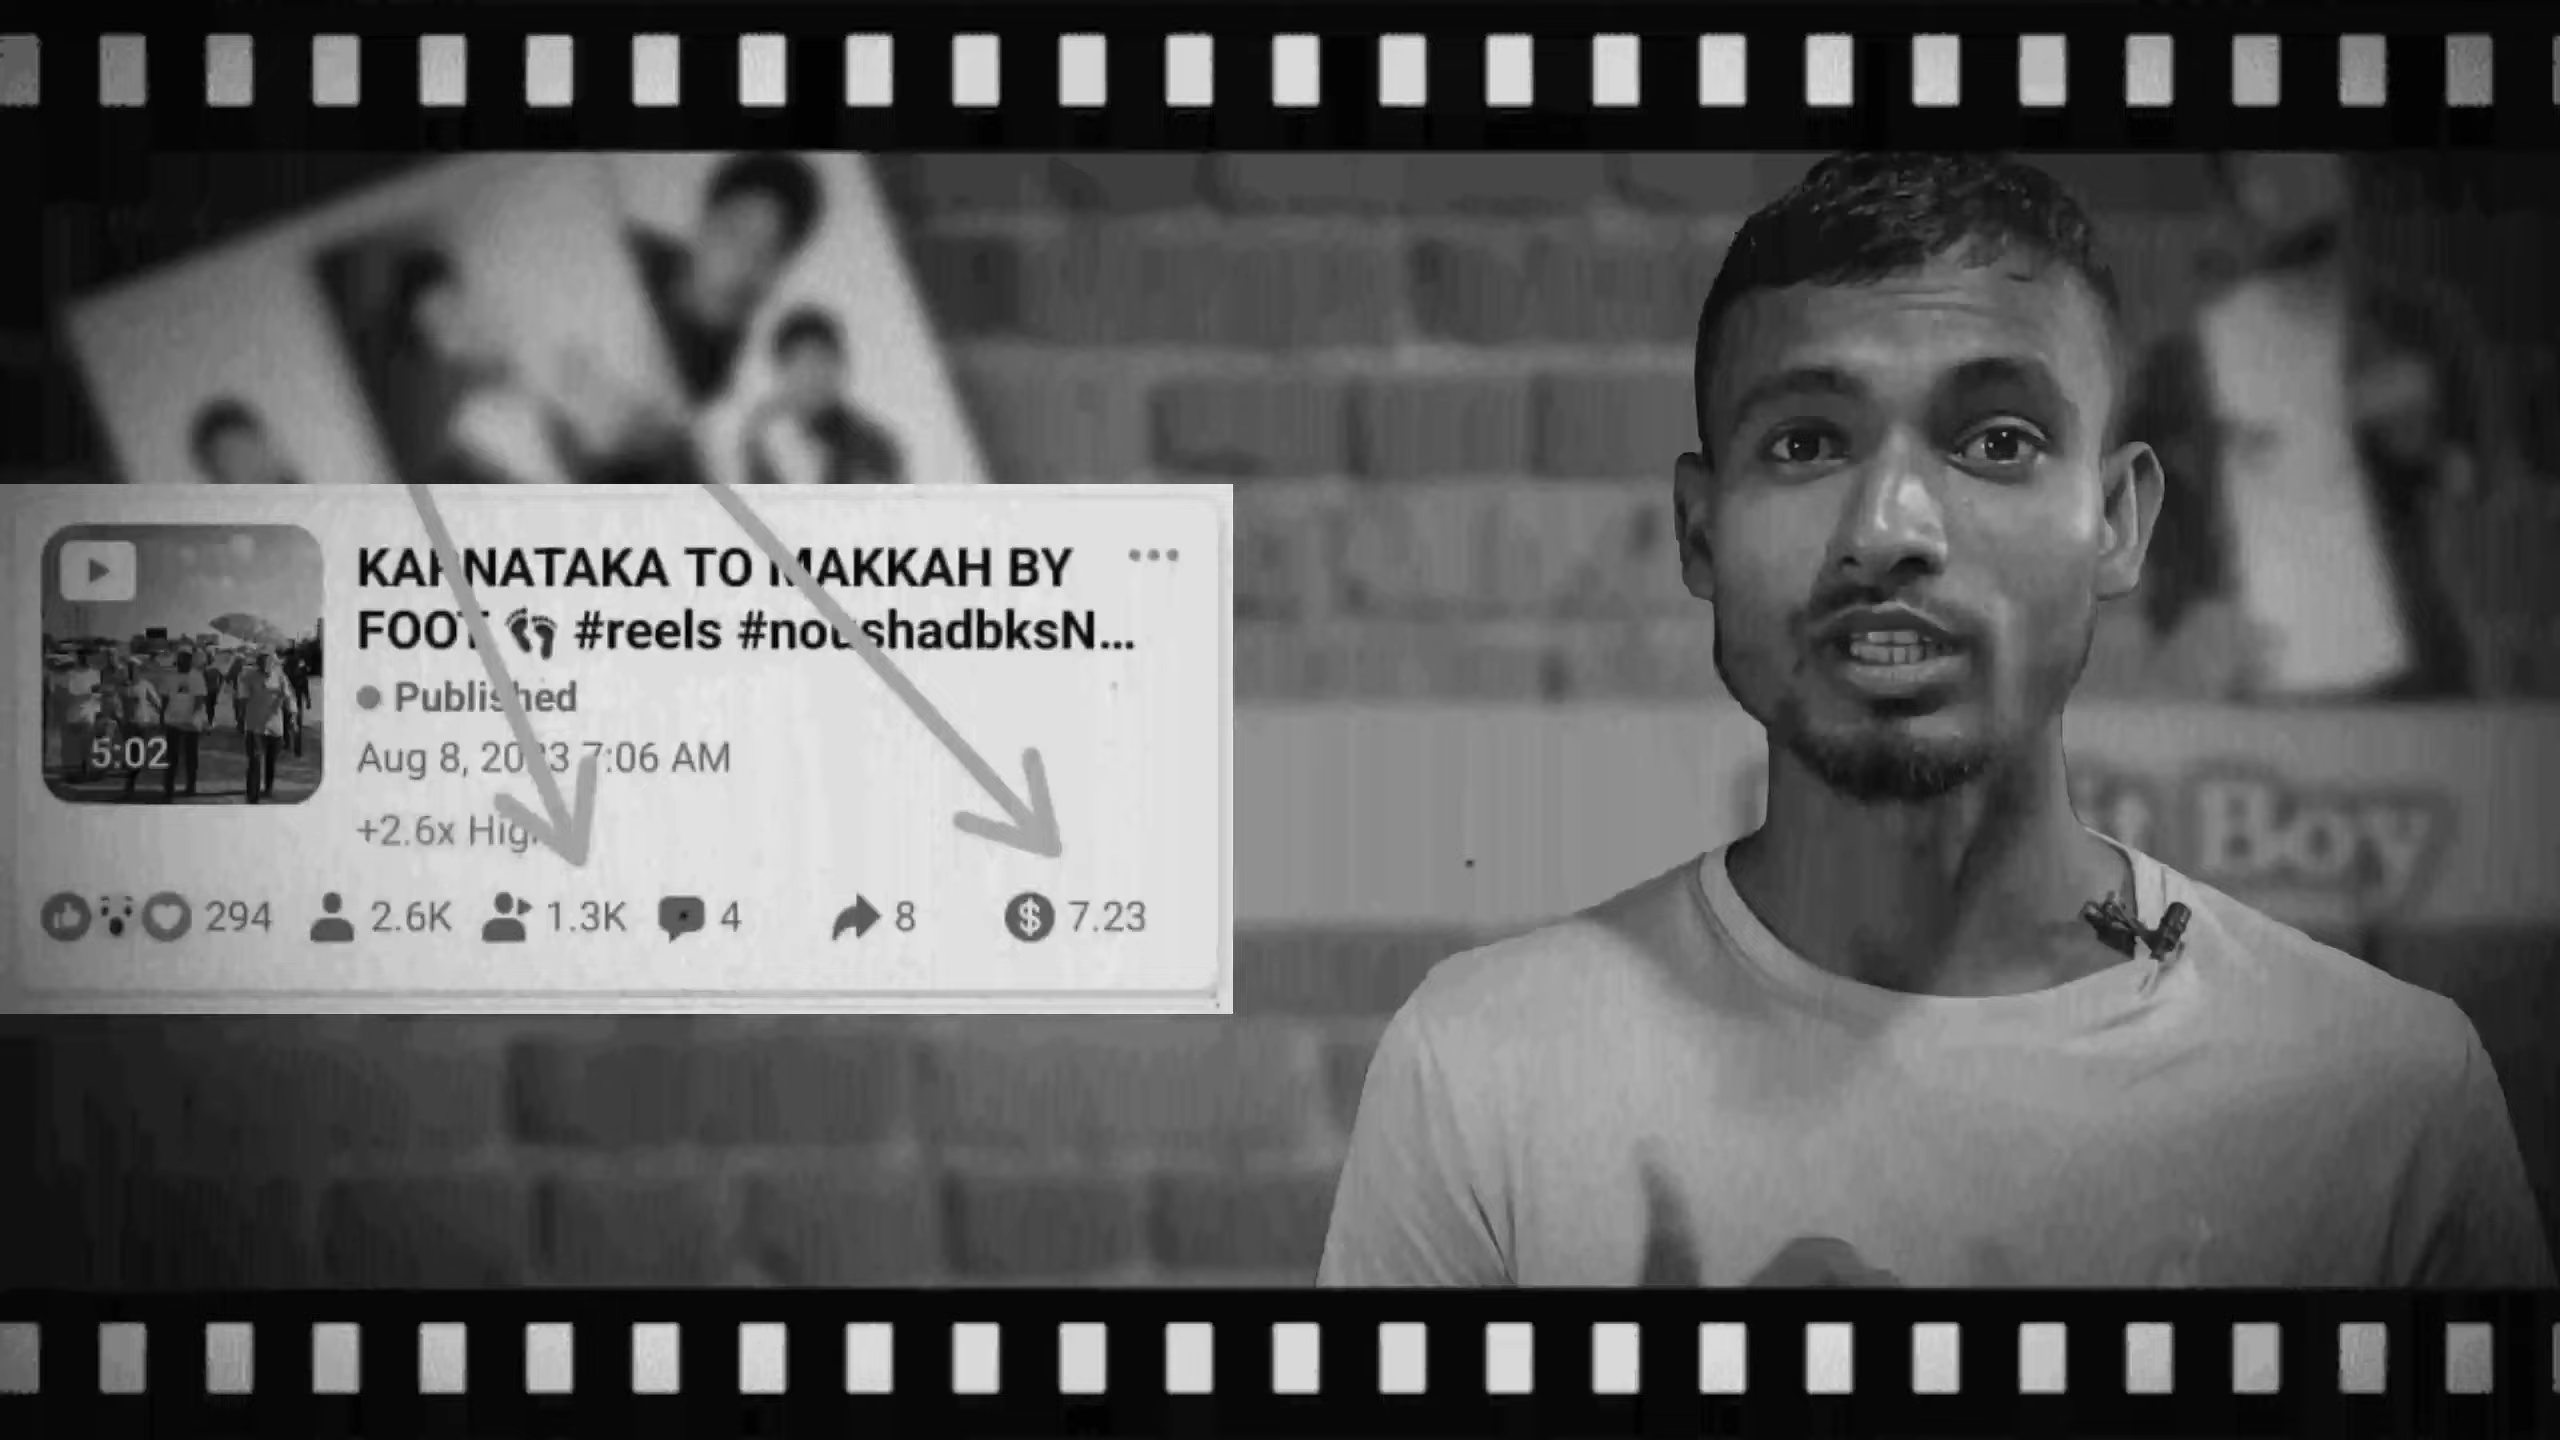 KARNATAKA TO MAKKAH BY
FOOT 👣 #reels #noushadbksN...
Published
Aug 8, 2023 7:06 AM
+2.6x High
5:02
294 2.6K 1.3K 4 8 $ 7.23
Boy